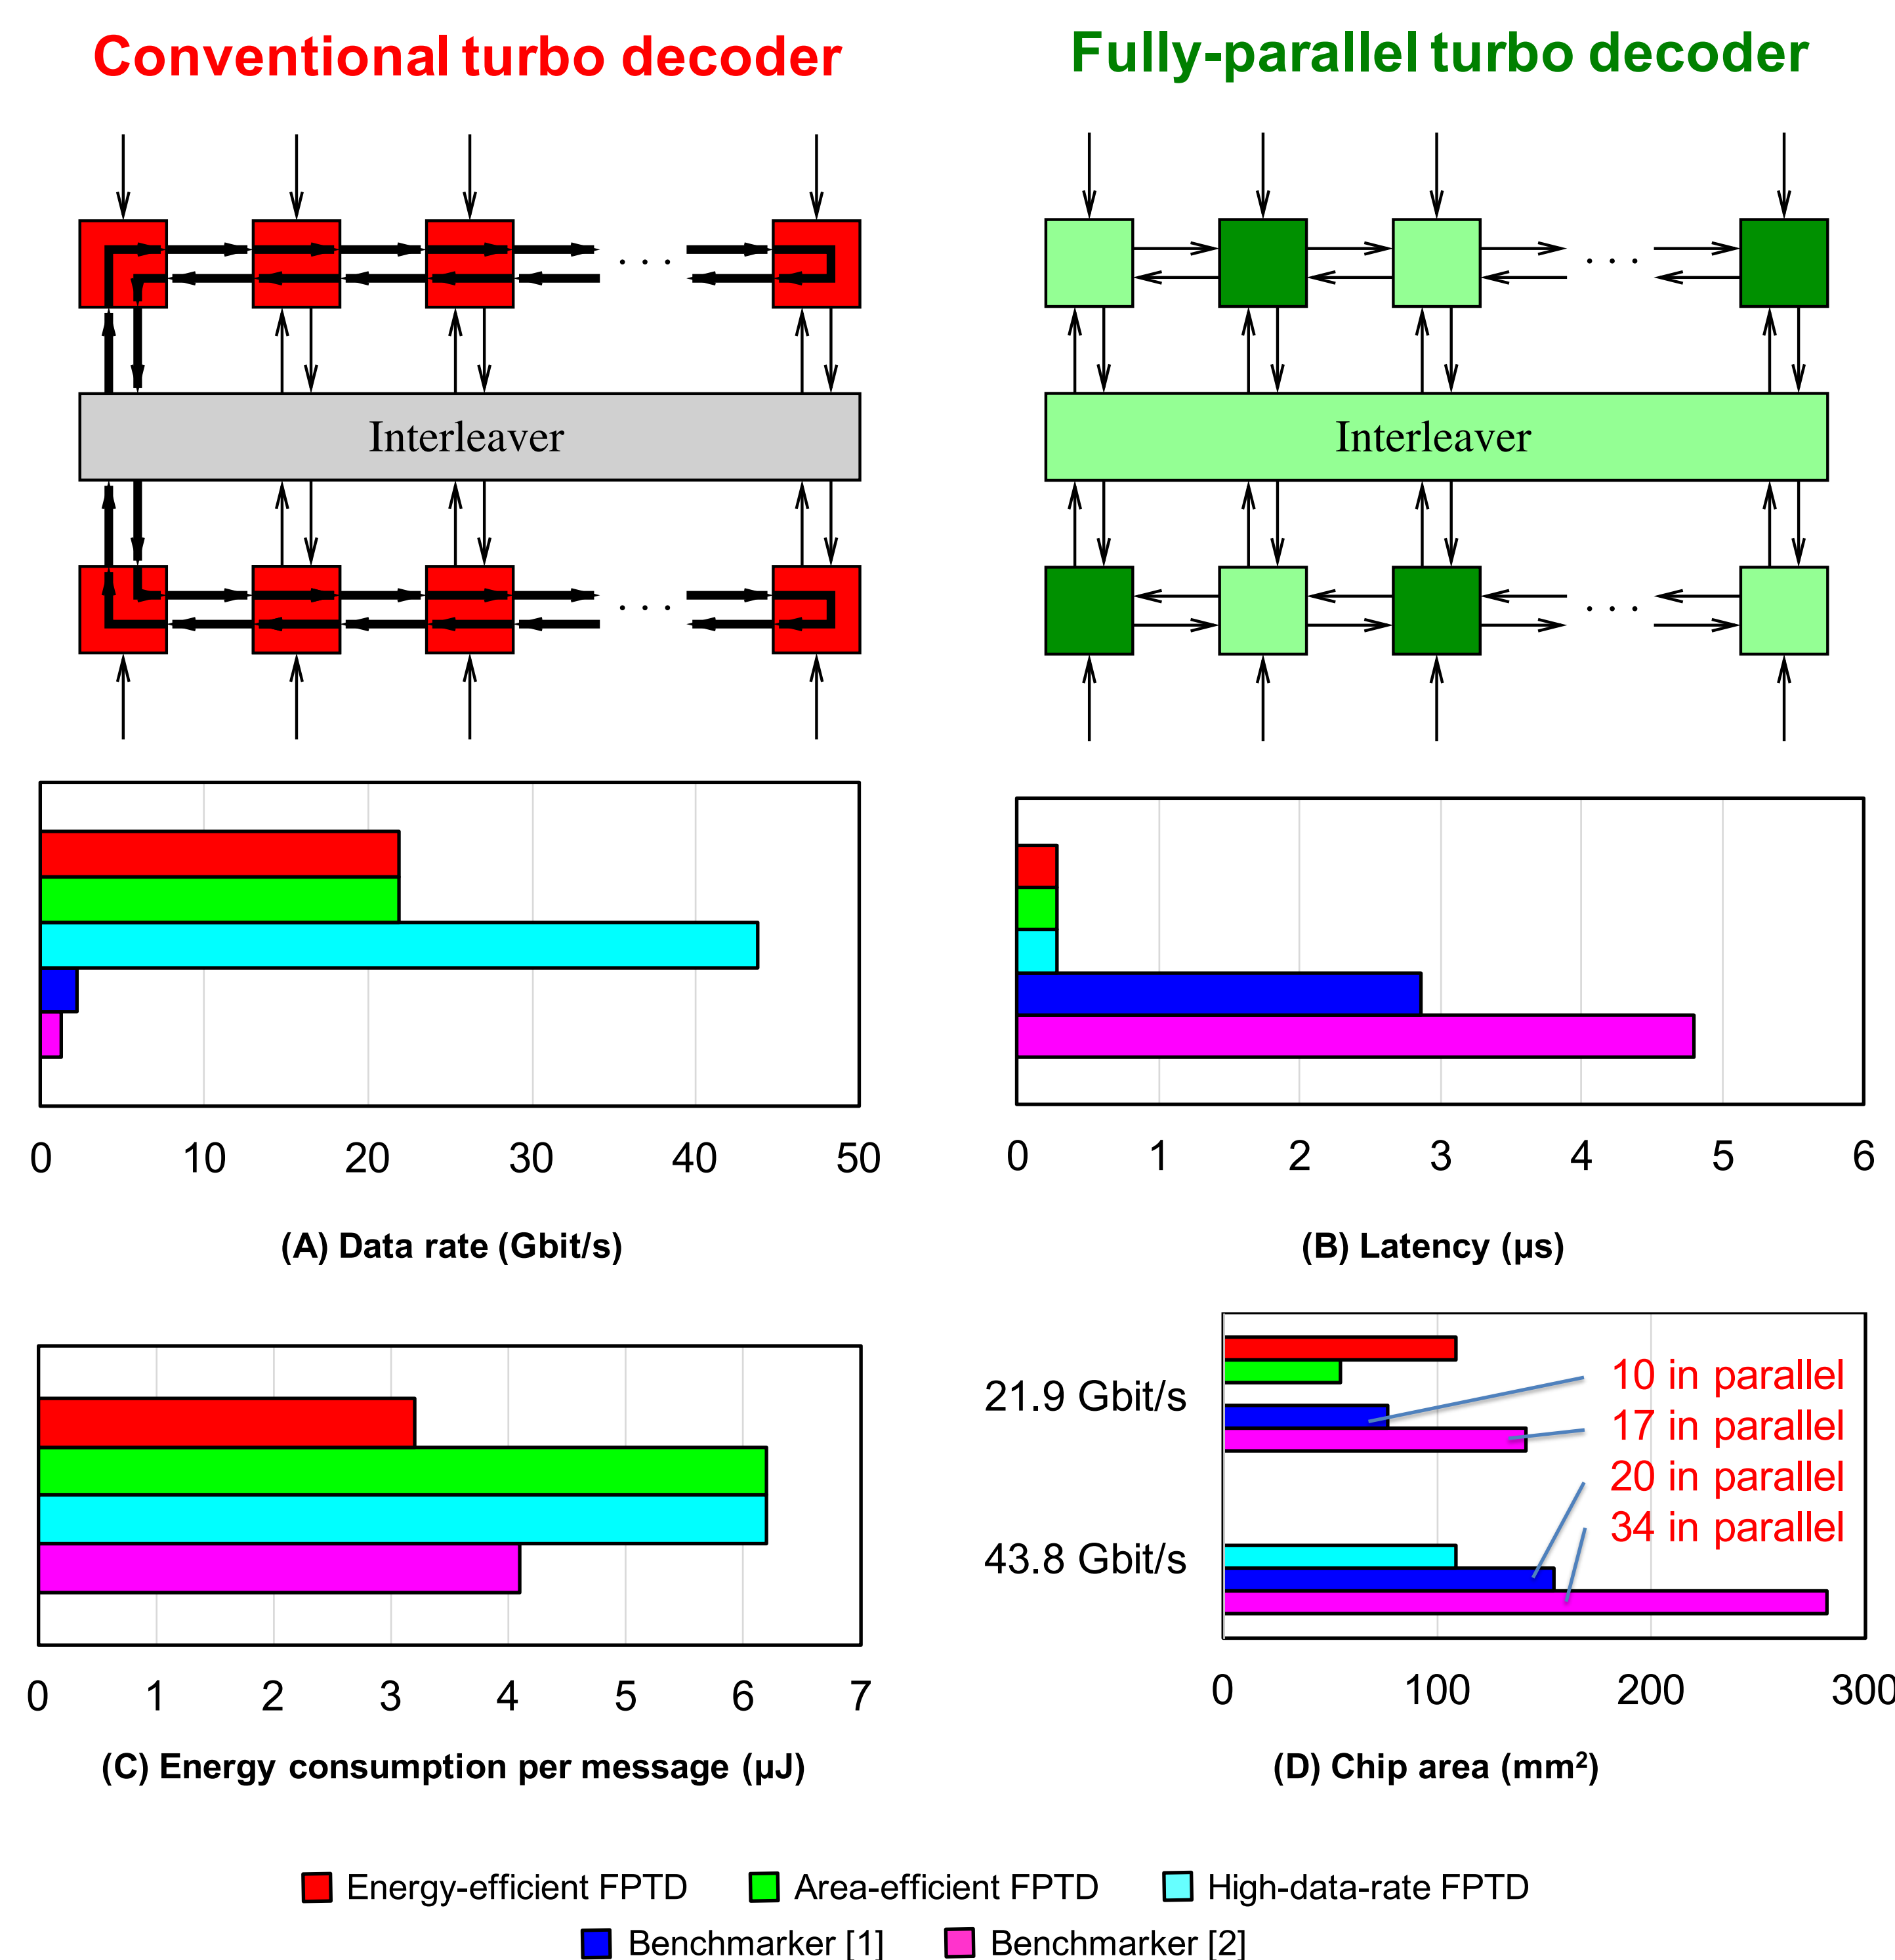 Conventional turbo decoder
Fully-parallel turbo decoder
. . .
. . .
Interleaver
Interleaver
. . .
. . .
0 10 20 30 40 50
0 1 2 3 4 5 6
(A) Data rate (Gbit/s)
(B) Latency (μs)
21.9 Gbit/s
10 in parallel
17 in parallel
20 in parallel
34 in parallel
43.8 Gbit/s
0 1 2 3 4 5 6 7
0 100 200 300
(C) Energy consumption per message (μJ)
(D) Chip area (mm²)
Energy-efficient FPTD
Area-efficient FPTD
High-data-rate FPTD
Benchmarker [1]
Benchmarker [2]